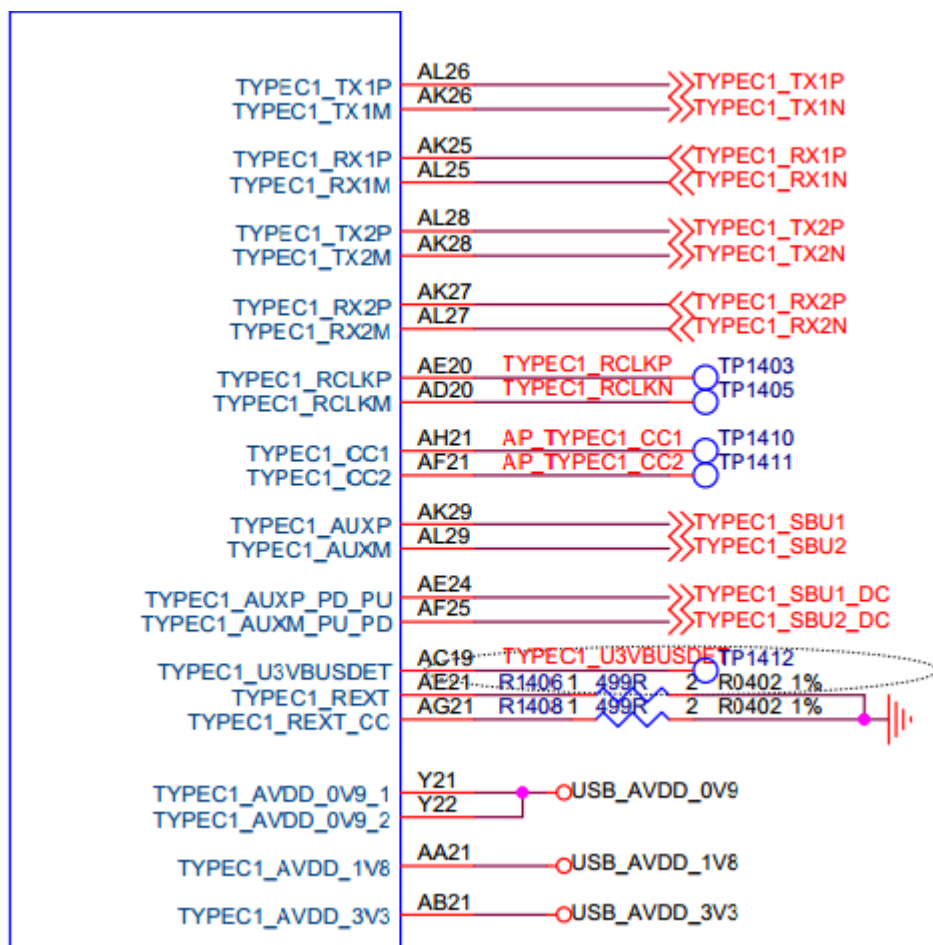 TYPEC1_TX1P AL26 TYPEC1_TX1P
TYPEC1_TX1M AK26 TYPEC1_TX1N
TYPEC1_RX1P AK25 TYPEC1_RX1P
TYPEC1_RX1M AL25 TYPEC1_RX1N
TYPEC1_TX2P AL28 TYPEC1_TX2P
TYPEC1_TX2M AK28 TYPEC1_TX2N
TYPEC1_RX2P AK27 TYPEC1_RX2P
TYPEC1_RX2M AL27 TYPEC1_RX2N
TYPEC1_RCLKP AE20 TYPEC1_RCLKP TP1403
TYPEC1_RCLKM AD20 TYPEC1_RCLKN TP1405
TYPEC1_CC1 AH21 AP_TYPEC1_CC1 TP1410
TYPEC1_CC2 AF21 AP_TYPEC1_CC2 TP1411
TYPEC1_AUXP AK29 TYPEC1_SBU1
TYPEC1_AUXM AL29 TYPEC1_SBU2
TYPEC1_AUXP_PD_PU AE24 TYPEC1_SBU1_DC
TYPEC1_AUXM_PU_PD AF25 TYPEC1_SBU2_DC
TYPEC1_U3VBUSDET AC19 TYPEC1_U3VBUSDET TP1412
TYPEC1_REXT AE21 R1406 1 499R 2 R0402 1%
TYPEC1_REXT_CC AG21 R1408 1 499R 2 R0402 1%
TYPEC1_AVDD_0V9_1 Y21 USB_AVDD_0V9
TYPEC1_AVDD_0V9_2 Y22
TYPEC1_AVDD_1V8 AA21 USB_AVDD_1V8
TYPEC1_AVDD_3V3 AB21 USB_AVDD_3V3